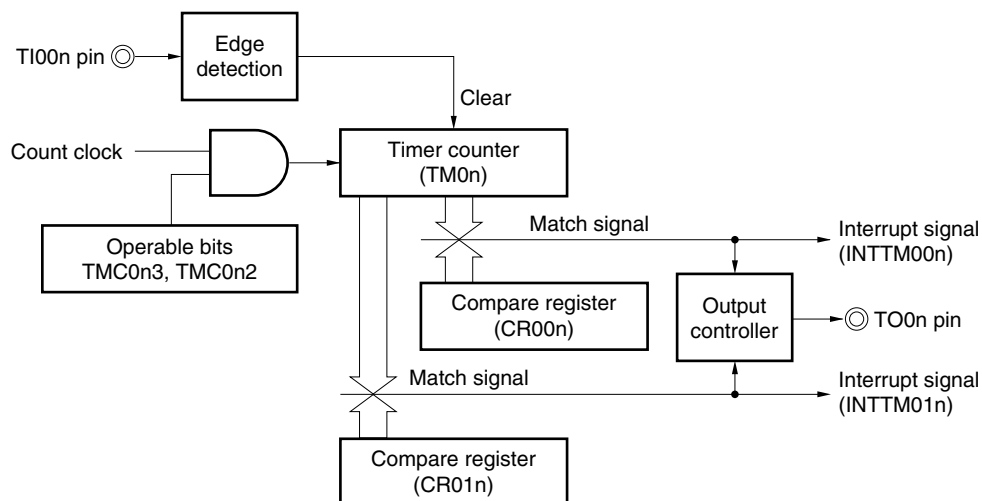 TI00n pin
Edge
detection
Clear
Count clock
Timer counter
(TM0n)
Operable bits
TMC0n3, TMC0n2
Match signal
Interrupt signal
(INTTM00n)
Compare register
(CR00n)
Output
controller
TO0n pin
Match signal
Interrupt signal
(INTTM01n)
Compare register
(CR01n)